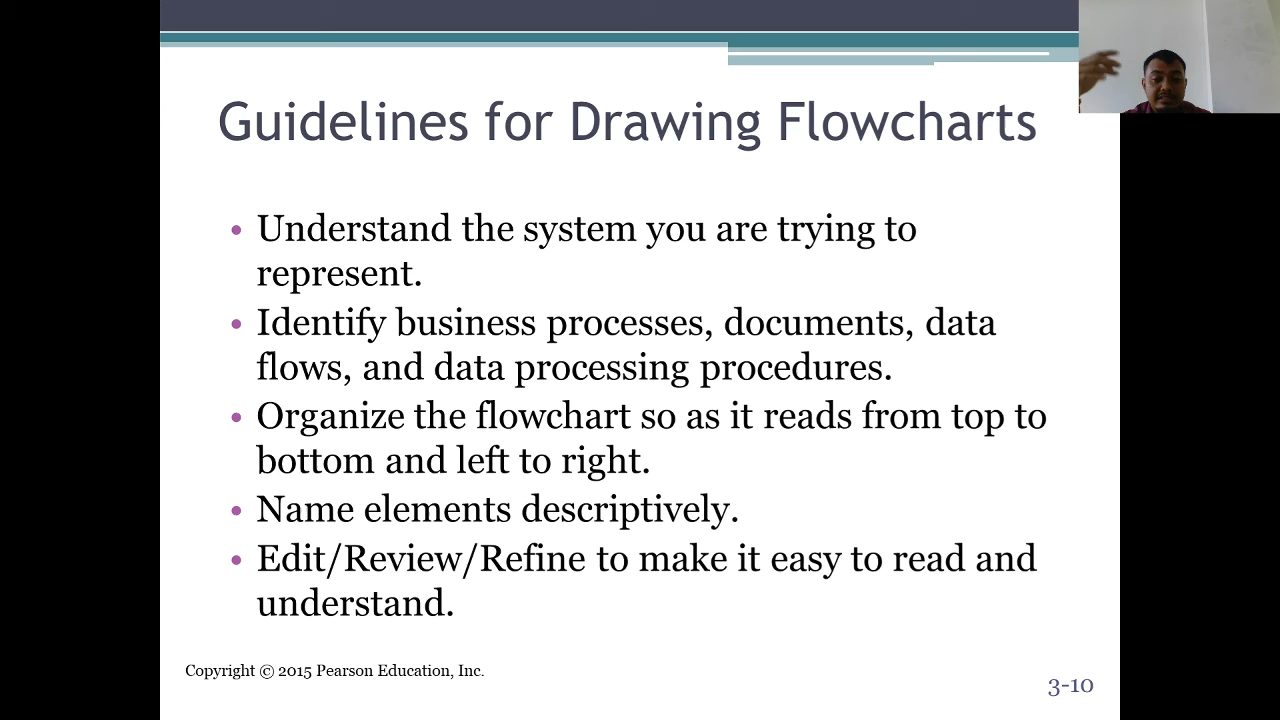 Guidelines for Drawing Flowcharts
• Understand the system you are trying to
represent.
• Identify business processes, documents, data
flows, and data processing procedures.
• Organize the flowchart so as it reads from top to
bottom and left to right.
• Name elements descriptively.
• Edit/Review/Refine to make it easy to read and
understand.
Copyright © 2015 Pearson Education, Inc.
3-10